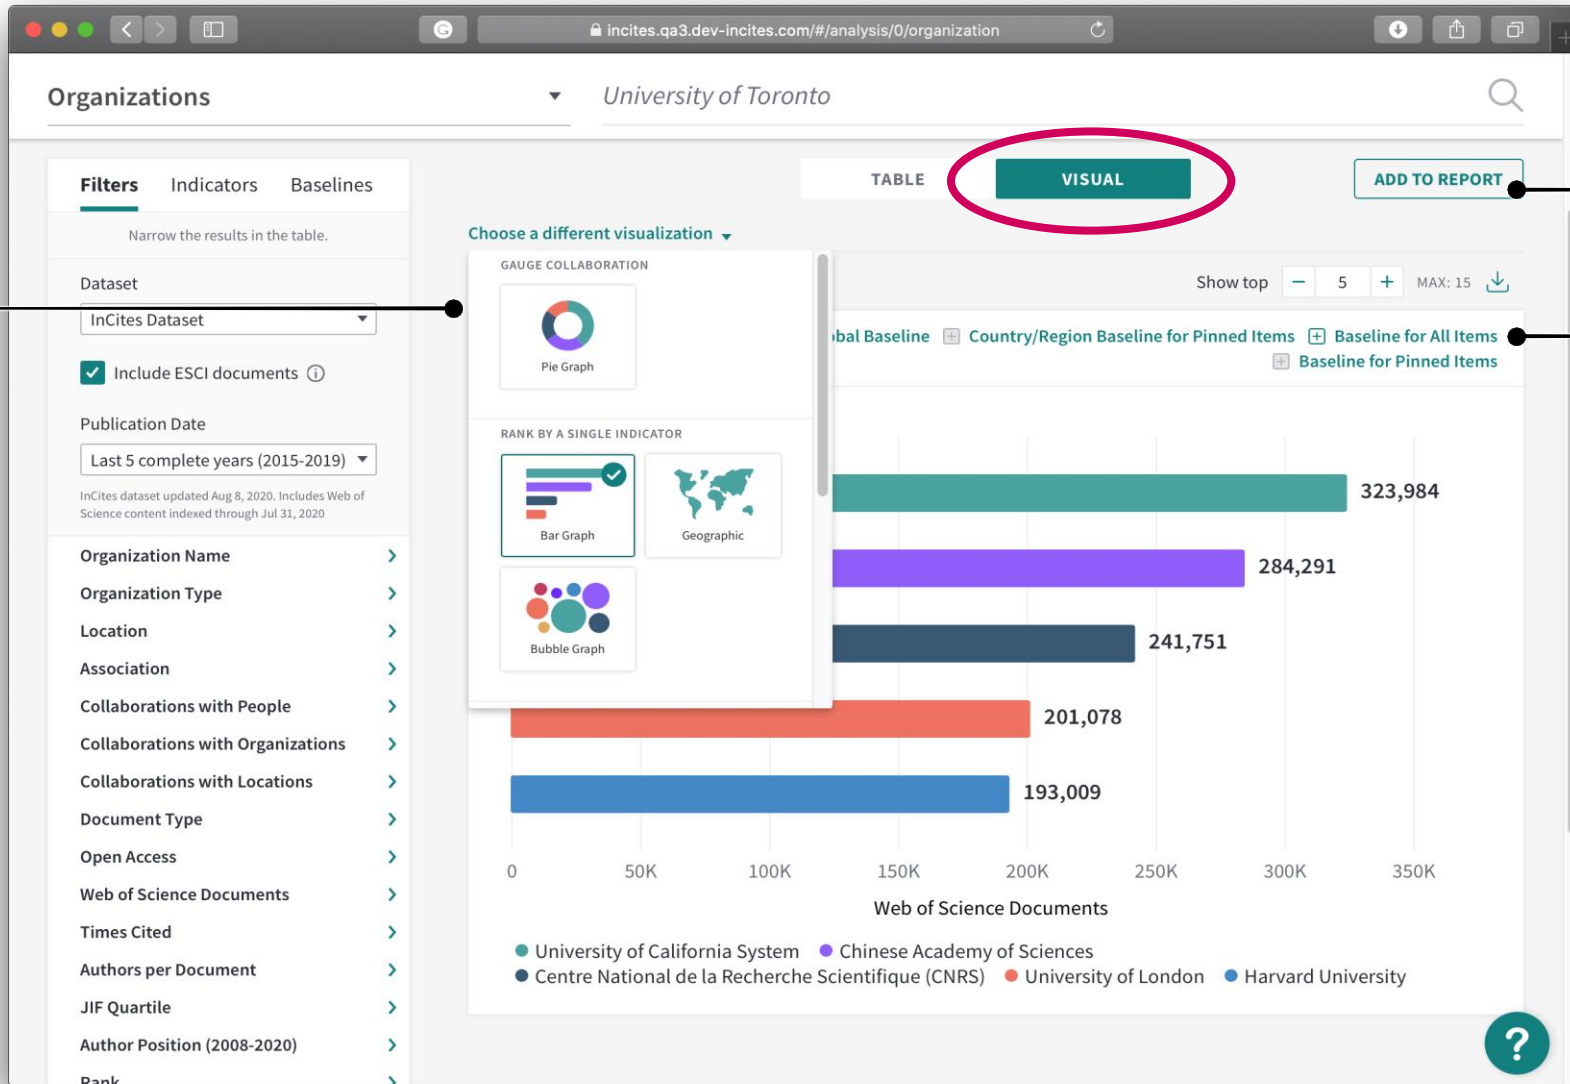 incites.qa3.dev-incites.com/#/analysis/0/organization
Organizations
University of Toronto
Filters Indicators Baselines
Narrow the results in the table.
Dataset
InCites Dataset
Include ESCI documents
Publication Date
Last 5 complete years (2015-2019)
InCites dataset updated Aug 8, 2020. Includes Web of
Science content indexed through Jul 31, 2020
Organization Name
Organization Type
Location
Association
Collaborations with People
Collaborations with Organizations
Collaborations with Locations
Document Type
Open Access
Web of Science Documents
Times Cited
Authors per Document
JIF Quartile
Author Position (2008-2020)
Rank
TABLE VISUAL
ADD TO REPORT
Choose a different visualization
GAUGE COLLABORATION
Pie Graph
RANK BY A SINGLE INDICATOR
Bar Graph Geographic
Bubble Graph
Show top − 5 + MAX: 15
Baseline Country/Region Baseline for Pinned Items Baseline for All Items
Baseline for Pinned Items
323,984
284,291
241,751
201,078
193,009
0 50K 100K 150K 200K 250K 300K 350K
Web of Science Documents
University of California System Chinese Academy of Sciences
Centre National de la Recherche Scientifique (CNRS) University of London Harvard University
?